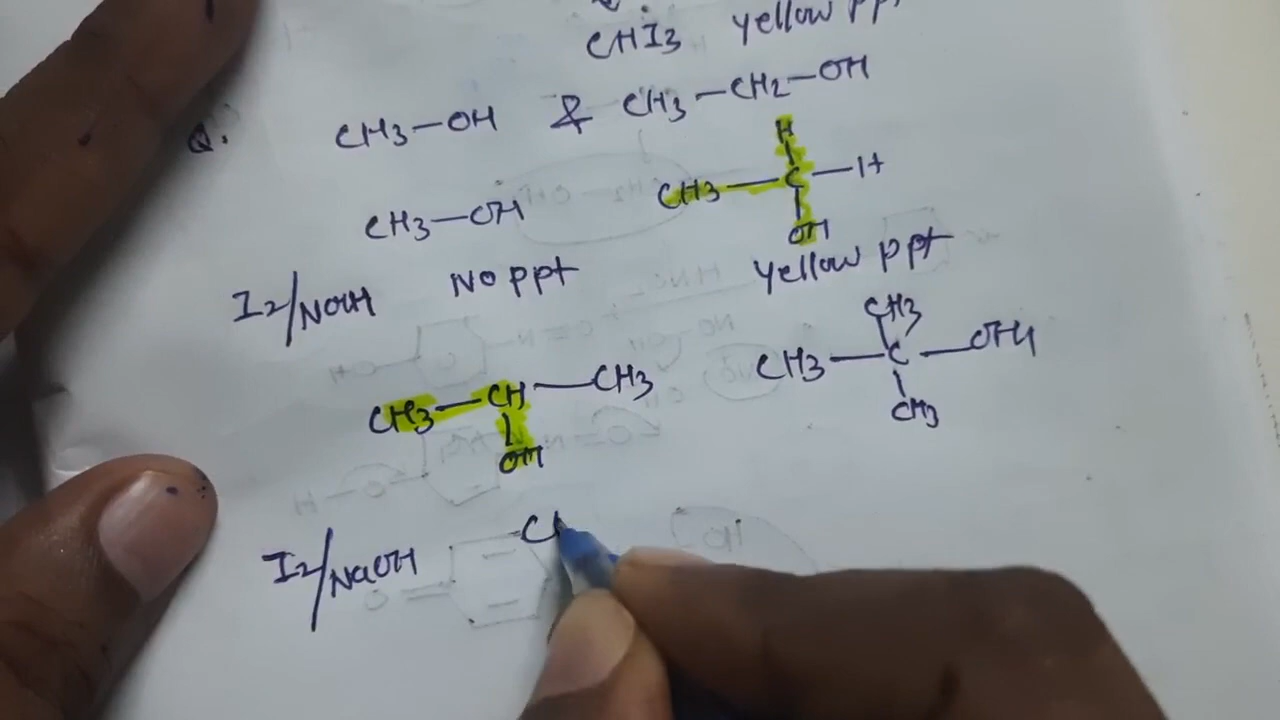 CHI3 yellow ppt
Q. CH3-OH & CH3-CH2-OH
H
CH3-OH CH3-C-H
OH
I2/NOH No ppt yellow ppt
CH3
CH3-CH-CH3 CH3-C-OH
OH CH3
I2/NaOH C